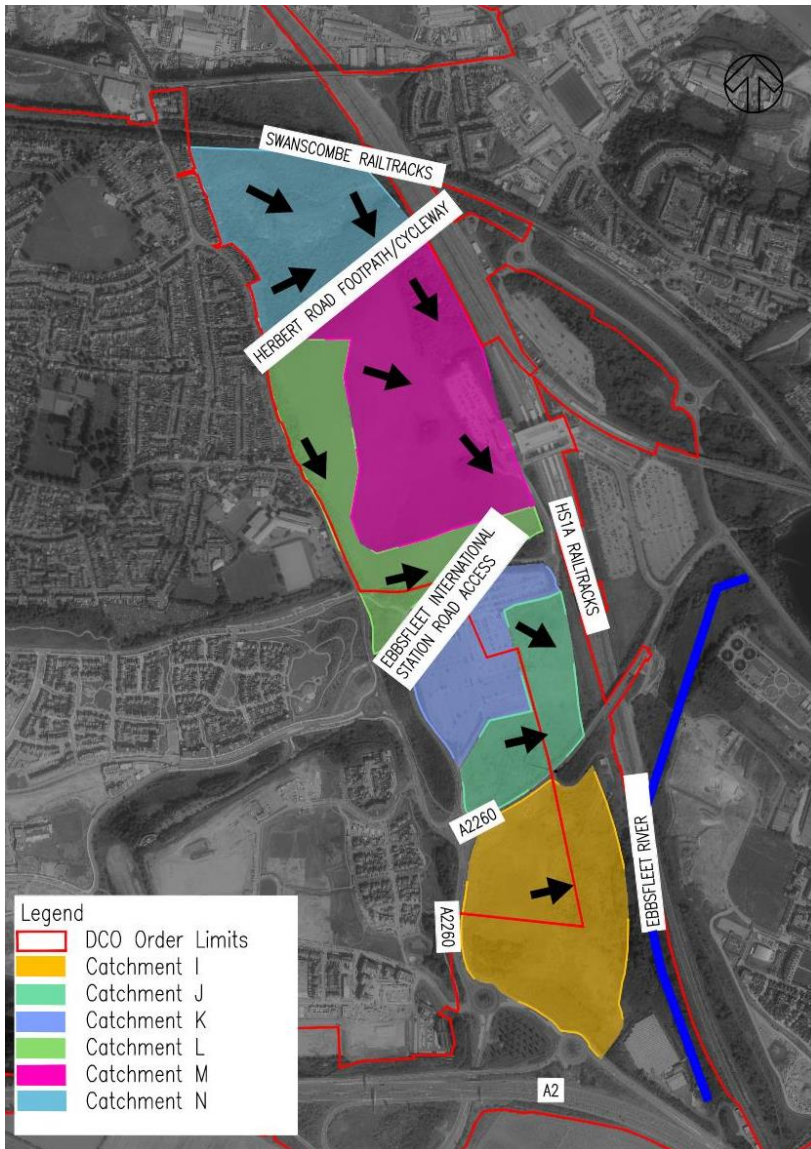 SWANSCOMBE RAILTRACKS
HERBERT ROAD FOOTPATH/CYCLEWAY
HS1A RAILTRACKS
EBBSFLEET INTERNATIONAL
STATION ROAD ACCESS
A2260
EBBSFLEET RIVER
A2260
A2
Legend
DCO Order Limits
Catchment I
Catchment J
Catchment K
Catchment L
Catchment M
Catchment N